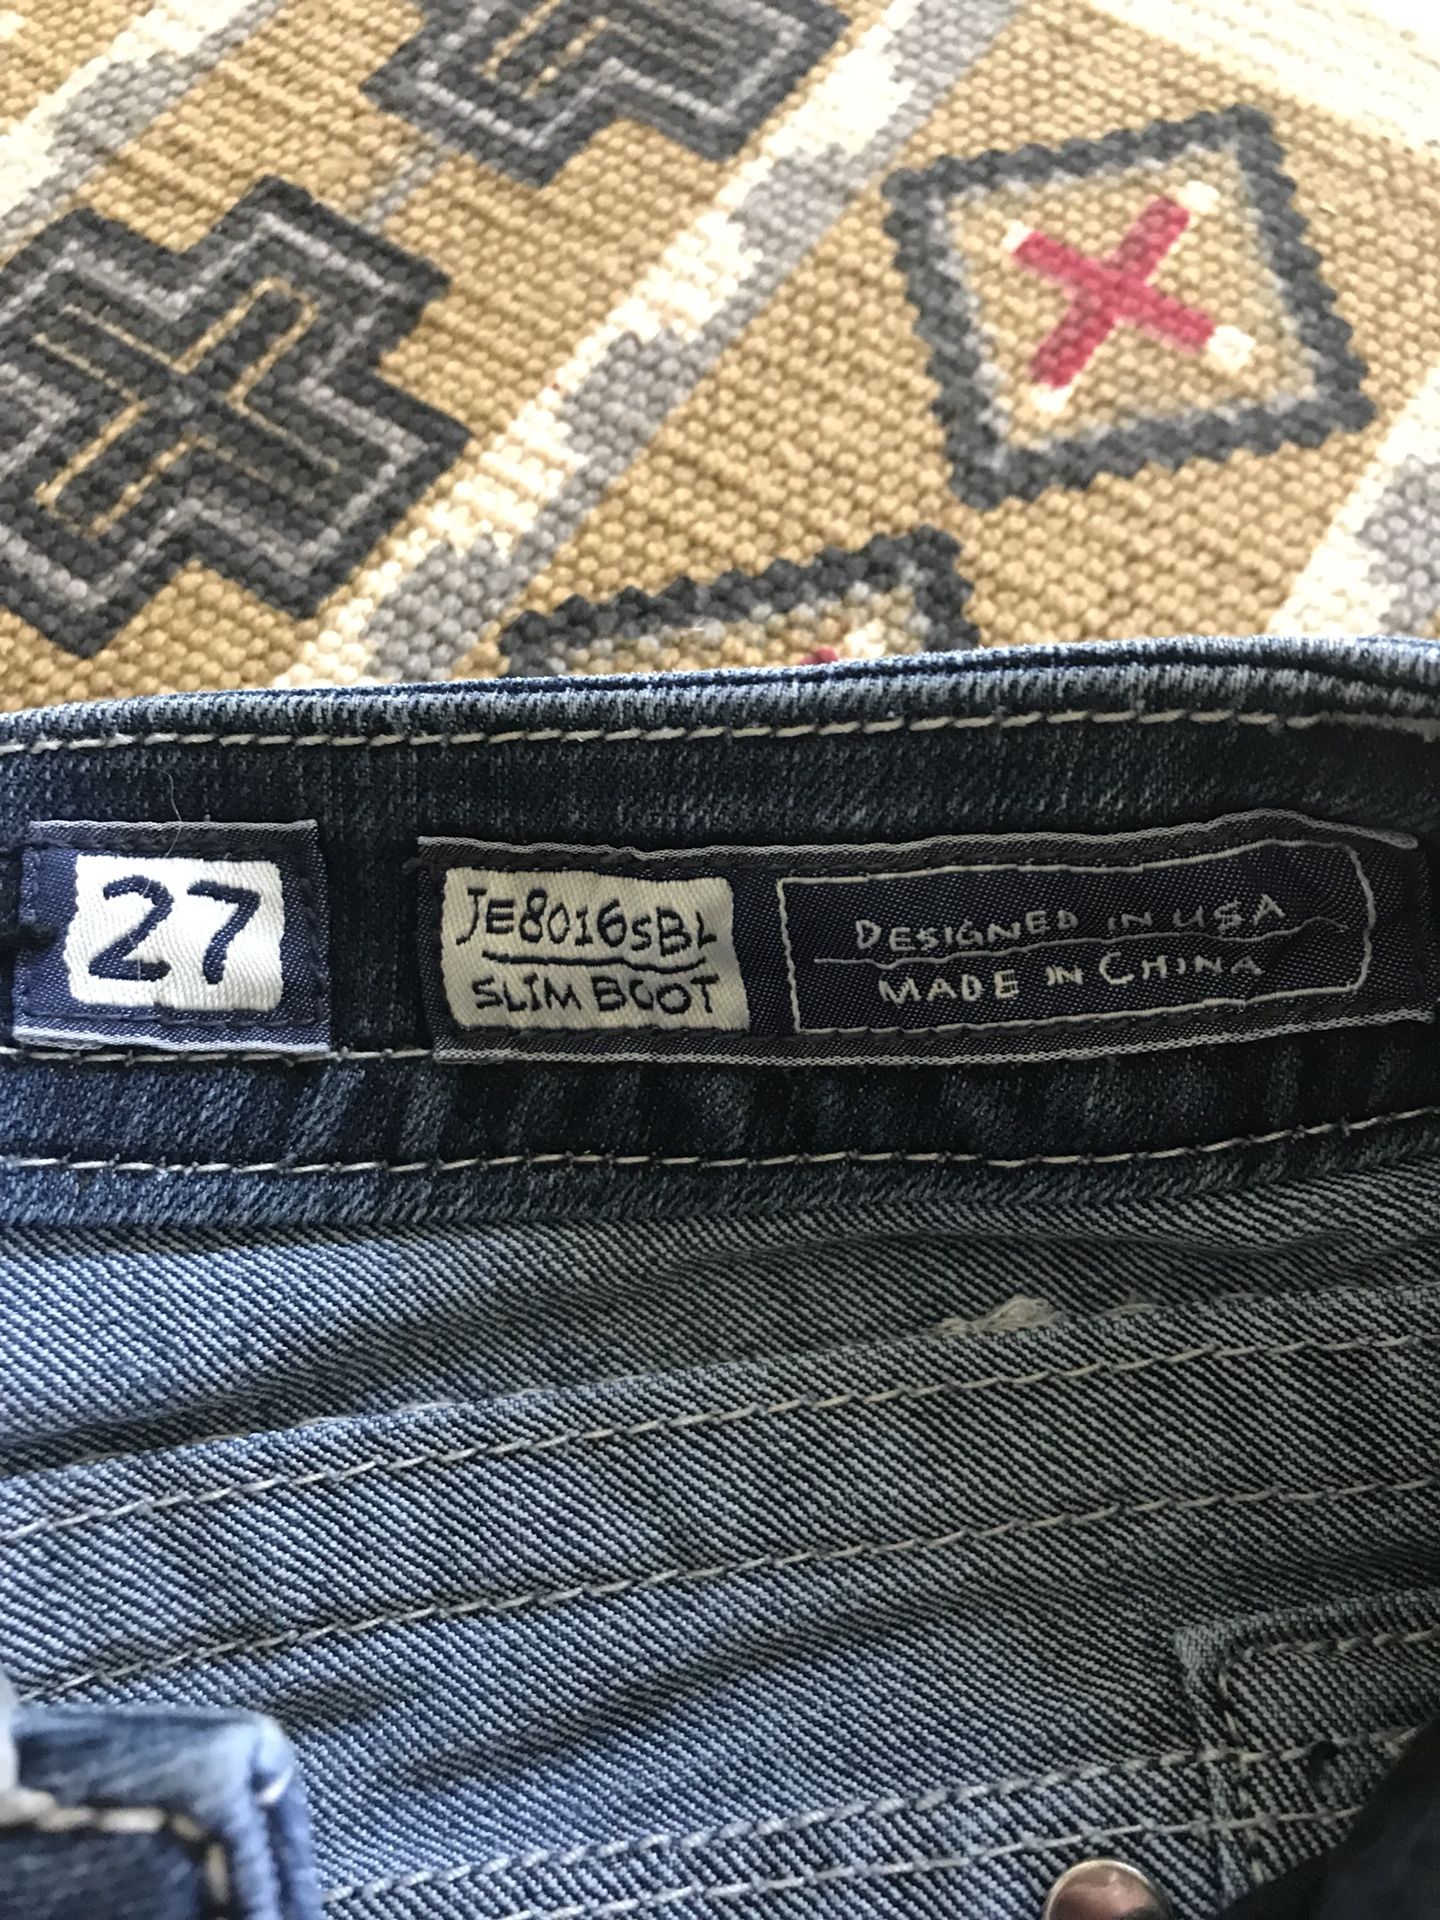 27
JE8016SBL
SLIM BOOT
DESIGNED IN USA
MADE IN CHINA